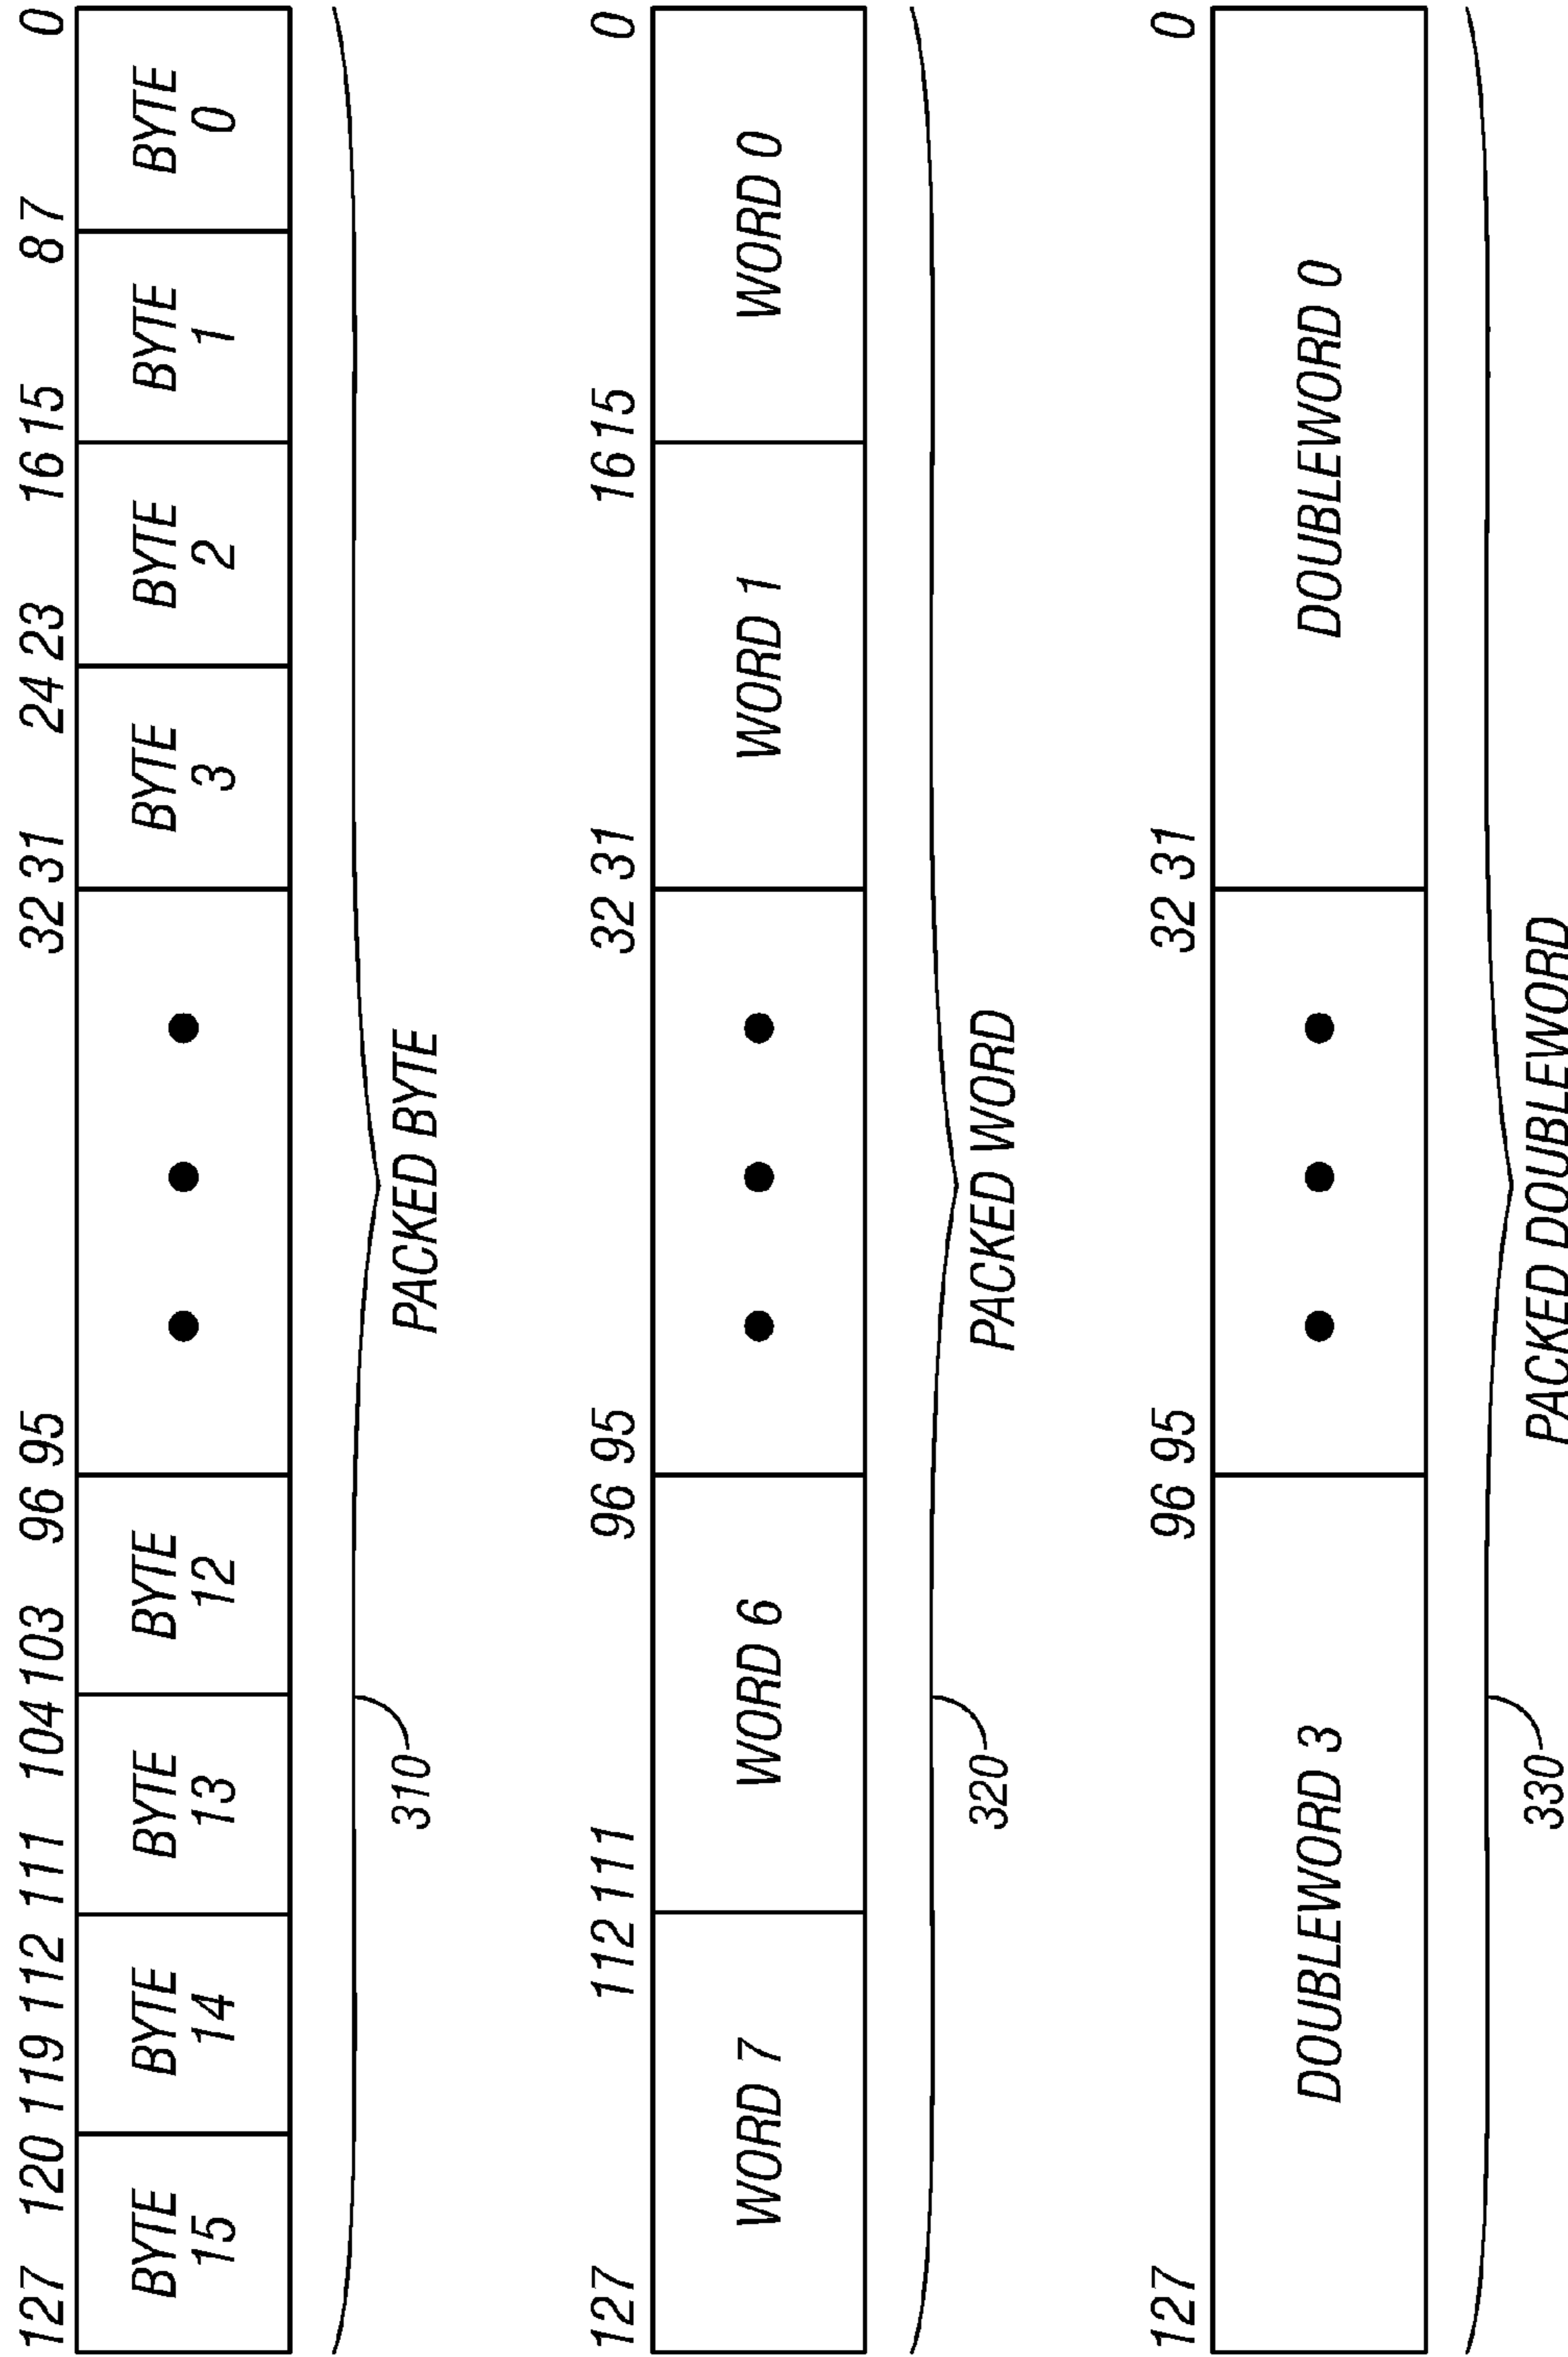 127 120 119 112 111 104 103 96 95 32 31 24 23 16 15 8 7 0
BYTE 15
BYTE 14
BYTE 13
BYTE 12
BYTE 3
BYTE 2
BYTE 1
BYTE 0
310
PACKED BYTE
127 112 111 96 95 32 31 16 15 0
WORD 7
WORD 6
WORD 1
WORD 0
320
PACKED WORD
127 96 95 32 31 0
DOUBLEWORD 3
DOUBLEWORD 0
330
PACKED DOUBLEWORD